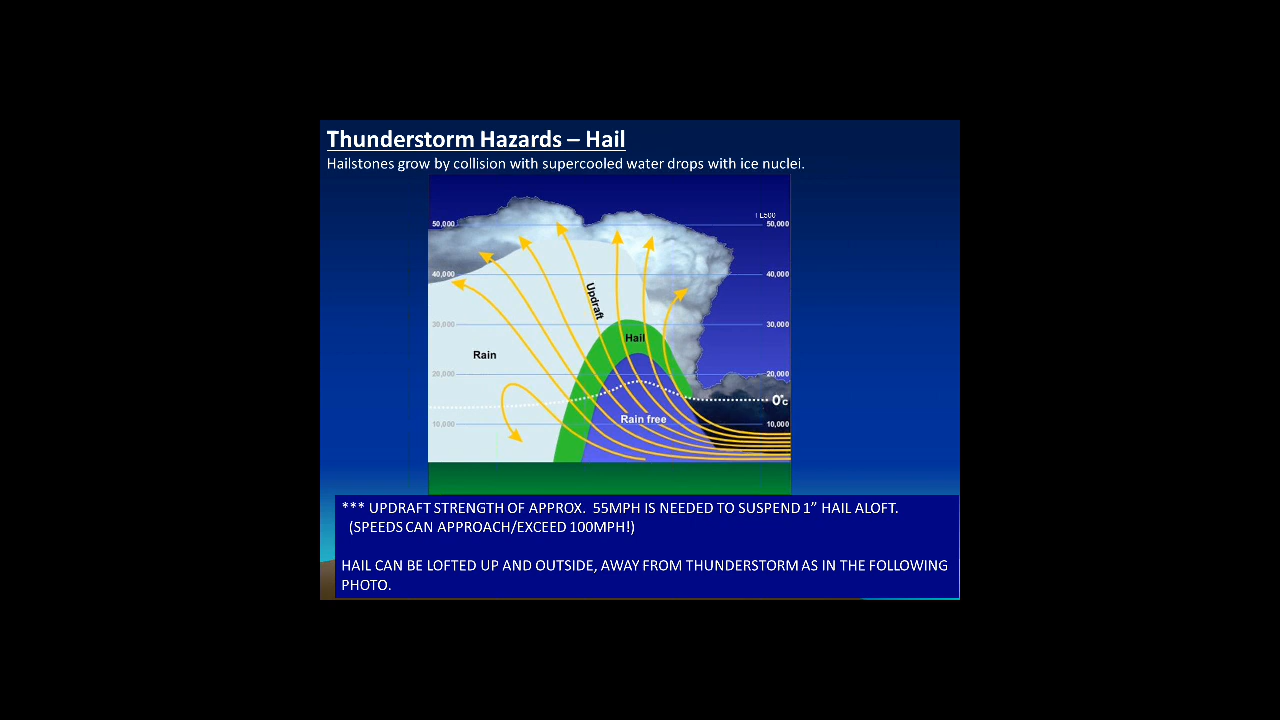 Thunderstorm Hazards – Hail
Hailstones grow by collision with supercooled water drops with ice nuclei.
50,000
50,000
40,000
40,000
Updraft
30,000
30,000
Hail
Rain
20,000
20,000
0°C
Rain free
10,000
10,000
*** UPDRAFT STRENGTH OF APPROX. 55MPH IS NEEDED TO SUSPEND 1” HAIL ALOFT.
(SPEEDS CAN APPROACH/EXCEED 100MPH!)
HAIL CAN BE LOFTED UP AND OUTSIDE, AWAY FROM THUNDERSTORM AS IN THE FOLLOWING
PHOTO.